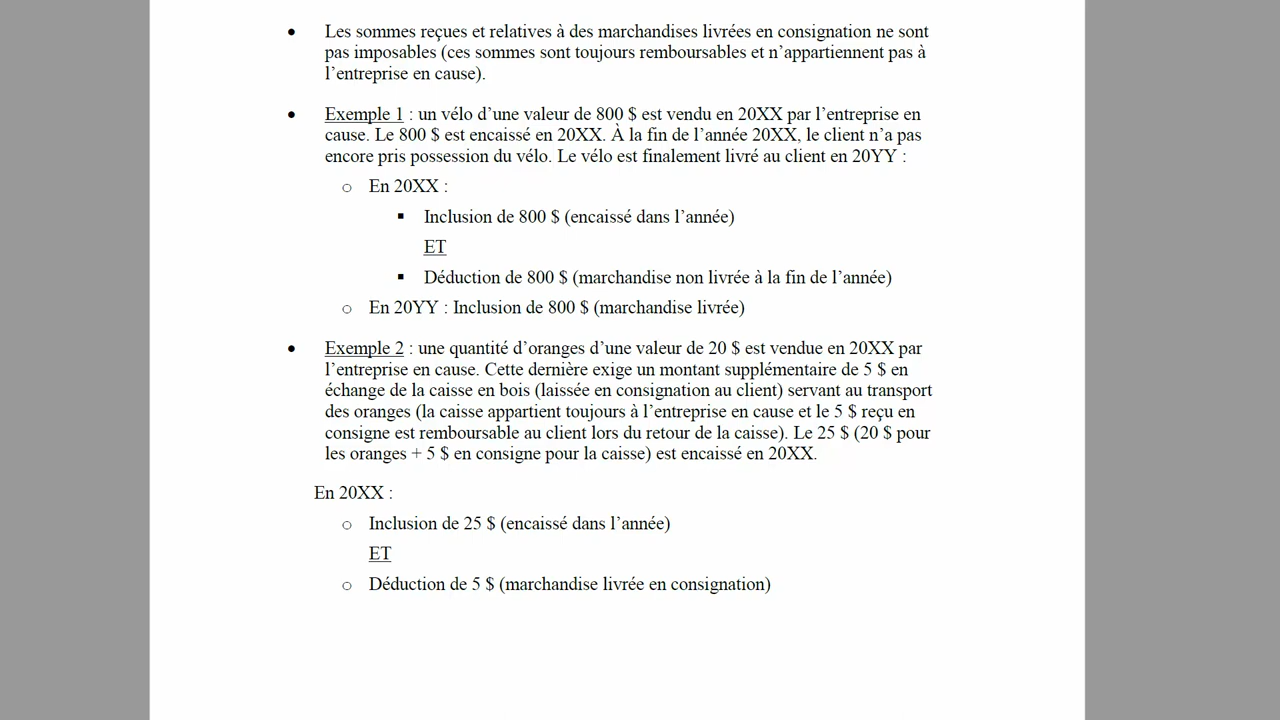 • Les sommes reçues et relatives à des marchandises livrées en consignation ne sont
pas imposables (ces sommes sont toujours remboursables et n’appartiennent pas à
l’entreprise en cause).
• Exemple 1 : un vélo d’une valeur de 800 $ est vendu en 20XX par l’entreprise en
cause. Le 800 $ est encaissé en 20XX. À la fin de l’année 20XX, le client n’a pas
encore pris possession du vélo. Le vélo est finalement livré au client en 20YY :
o En 20XX :
▪ Inclusion de 800 $ (encaissé dans l’année)
ET
▪ Déduction de 800 $ (marchandise non livrée à la fin de l’année)
o En 20YY : Inclusion de 800 $ (marchandise livrée)
• Exemple 2 : une quantité d’oranges d’une valeur de 20 $ est vendue en 20XX par
l’entreprise en cause. Cette dernière exige un montant supplémentaire de 5 $ en
échange de la caisse en bois (laissée en consignation au client) servant au transport
des oranges (la caisse appartient toujours à l’entreprise en cause et le 5 $ reçu en
consigne est remboursable au client lors du retour de la caisse). Le 25 $ (20 $ pour
les oranges + 5 $ en consigne pour la caisse) est encaissé en 20XX.
En 20XX :
o Inclusion de 25 $ (encaissé dans l’année)
ET
o Déduction de 5 $ (marchandise livrée en consignation)